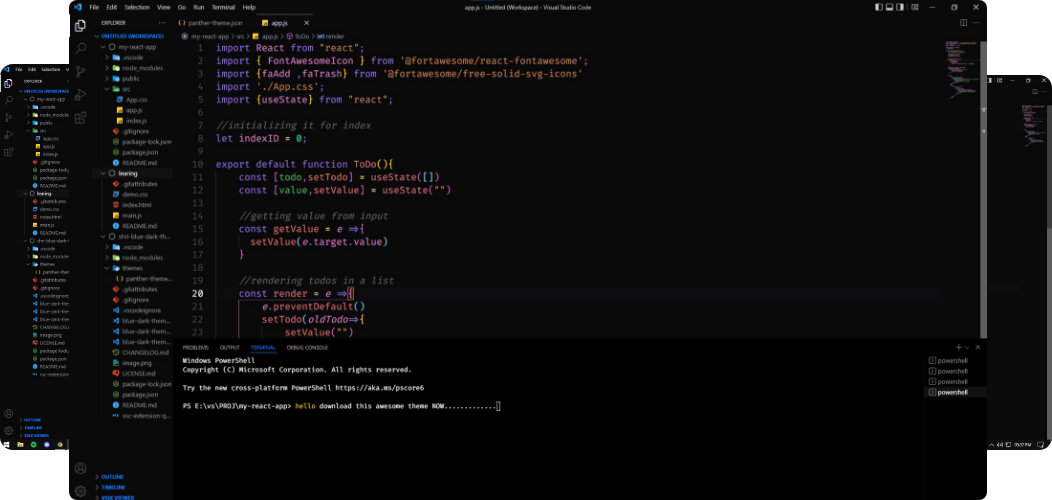 File Edit Selection View Go Run Terminal Help
app.js - Untitled (Workspace) - Visual Studio Code
EXPLORER
UNTITLED (WORKSPACE)
my-react-app
.vscode
node_modules
public
src
App.css
app.js
index.js
.gitignore
package-lock.json
package.json
README.md
learing
.gitattributes
demo.css
index.html
main.js
README.md
shri-blue-dark-th...
.vscode
node_modules
themes
panther-theme...
.gitattributes
.gitignore
.vscodeignore
blue-dark-them...
blue-dark-them...
blue-dark-them...
CHANGELOG.md
image.png
LICENSE.md
package-lock.json
package.json
README.md
vsc-extension-q...
OUTLINE
TIMELINE
VSIX VIEWER
panther-theme.json
app.js
my-react-app > src > app.js > ToDo > render
1 import React from "react";
2 import { FontAwesomeIcon } from '@fortawesome/react-fontawesome';
3 import {faAdd ,faTrash} from '@fortawesome/free-solid-svg-icons'
4 import './App.css';
5 import {useState} from "react";
6
7 //initializing it for index
8 let indexID = 0;
9
10 export default function ToDo(){
11 const [todo,setTodo] = useState([])
12 const [value,setValue] = useState("")
13
14 //getting value from input
15 const getValue = e =>{
16 setValue(e.target.value)
17 }
18
19 //rendering todos in a list
20 const render = e =>{
21 e.preventDefault()
22 setTodo(oldTodo=>{
23 setValue("")
PROBLEMS OUTPUT TERMINAL DEBUG CONSOLE
Windows PowerShell
Copyright (C) Microsoft Corporation. All rights reserved.
Try the new cross-platform PowerShell https://aka.ms/pscore6
PS E:\vs\PROJ\my-react-app> hello download this awesome theme NOW.............
powershell
powershell
powershell
powershell